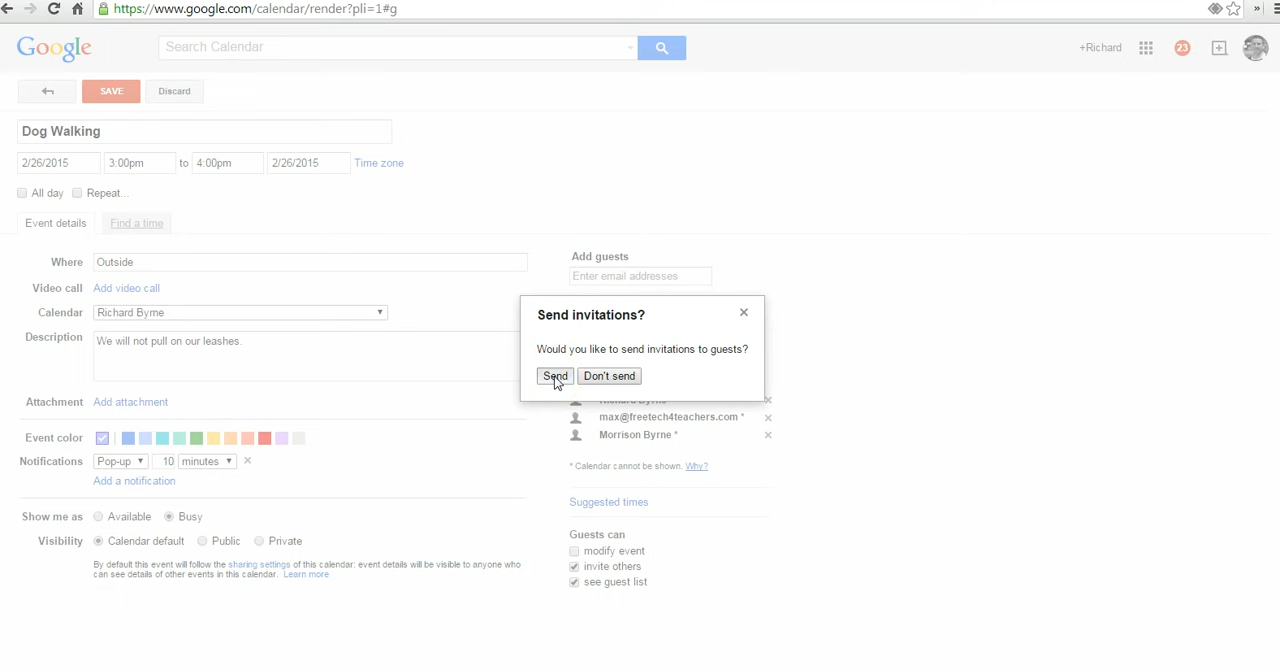 https://www.google.com/calendar/render?pli=1#g
»
Google
Search Calendar
+Richard
23
SAVE
Discard
Dog Walking
2/26/2015 3:00pm to 4:00pm 2/26/2015 Time zone
All day Repeat...
Event details Find a time
Where Outside
Video call Add video call
Calendar Richard Byrne
Description We will not pull on our leashes.
Attachment Add attachment
Event color
Notifications Pop-up 10 minutes
Add a notification
Show me as Available Busy
Visibility Calendar default Public Private
By default this event will follow the sharing settings of this calendar: event details will be visible to anyone who
can see details of other events in this calendar. Learn more
Add guests
Enter email addresses
Send invitations?
Would you like to send invitations to guests?
Send Don't send
Richard Byrne
max@freetech4teachers.com *
Morrison Byrne *
* Calendar cannot be shown. Why?
Suggested times
Guests can
modify event
invite others
see guest list